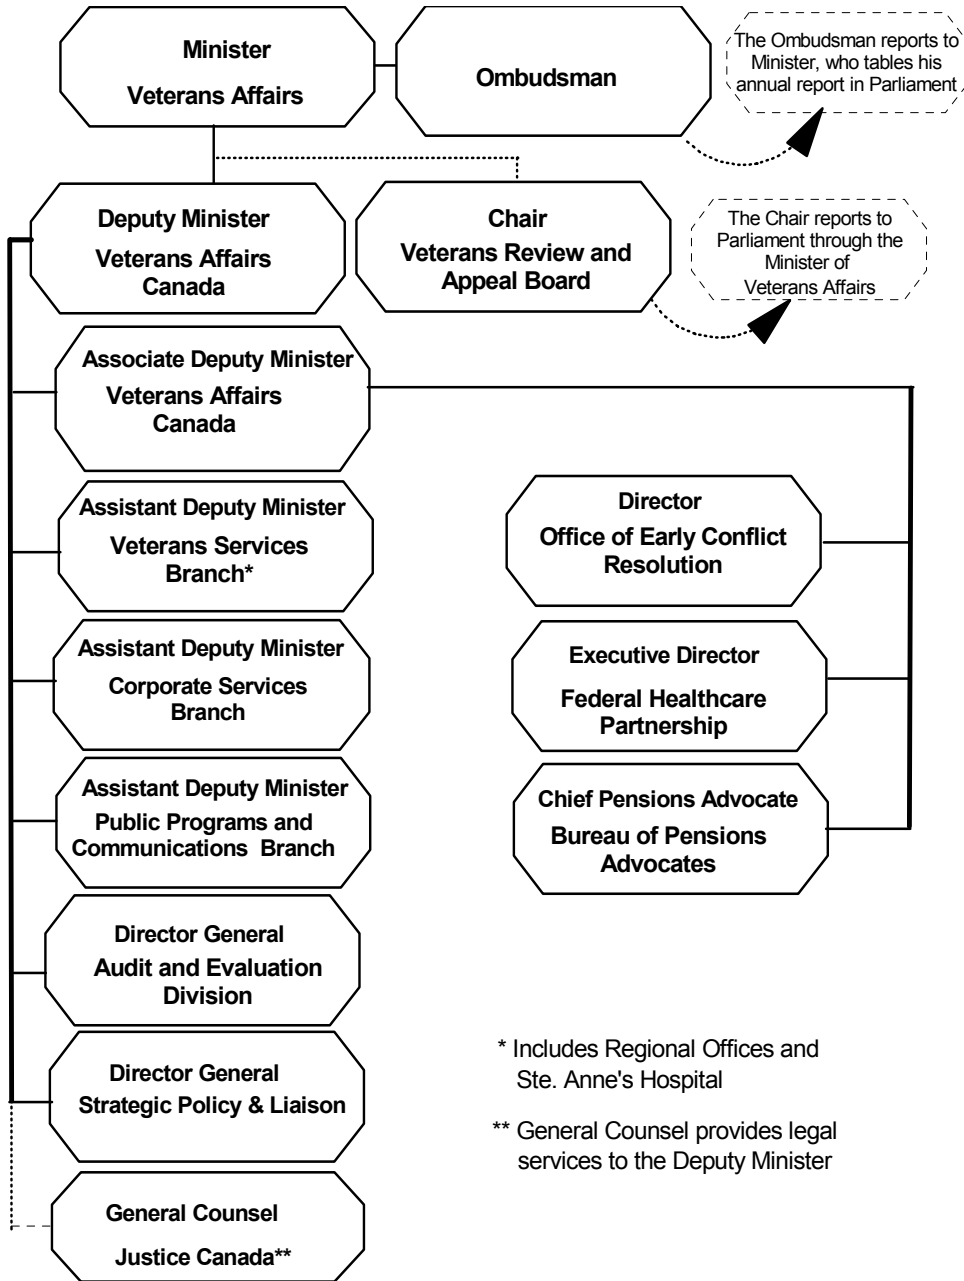 Minister
Veterans Affairs
Ombudsman
The Ombudsman reports to
Minister, who tables his
annual report in Parliament
Deputy Minister
Veterans Affairs
Canada
Chair
Veterans Review and
Appeal Board
The Chair reports to
Parliament through the
Minister of
Veterans Affairs
Associate Deputy Minister
Veterans Affairs
Canada
Assistant Deputy Minister
Veterans Services
Branch*
Director
Office of Early Conflict
Resolution
Assistant Deputy Minister
Corporate Services
Branch
Executive Director
Federal Healthcare
Partnership
Assistant Deputy Minister
Public Programs and
Communications Branch
Chief Pensions Advocate
Bureau of Pensions
Advocates
Director General
Audit and Evaluation
Division
Director General
Strategic Policy & Liaison
* Includes Regional Offices and
Ste. Anne's Hospital
** General Counsel provides legal
services to the Deputy Minister
General Counsel
Justice Canada**